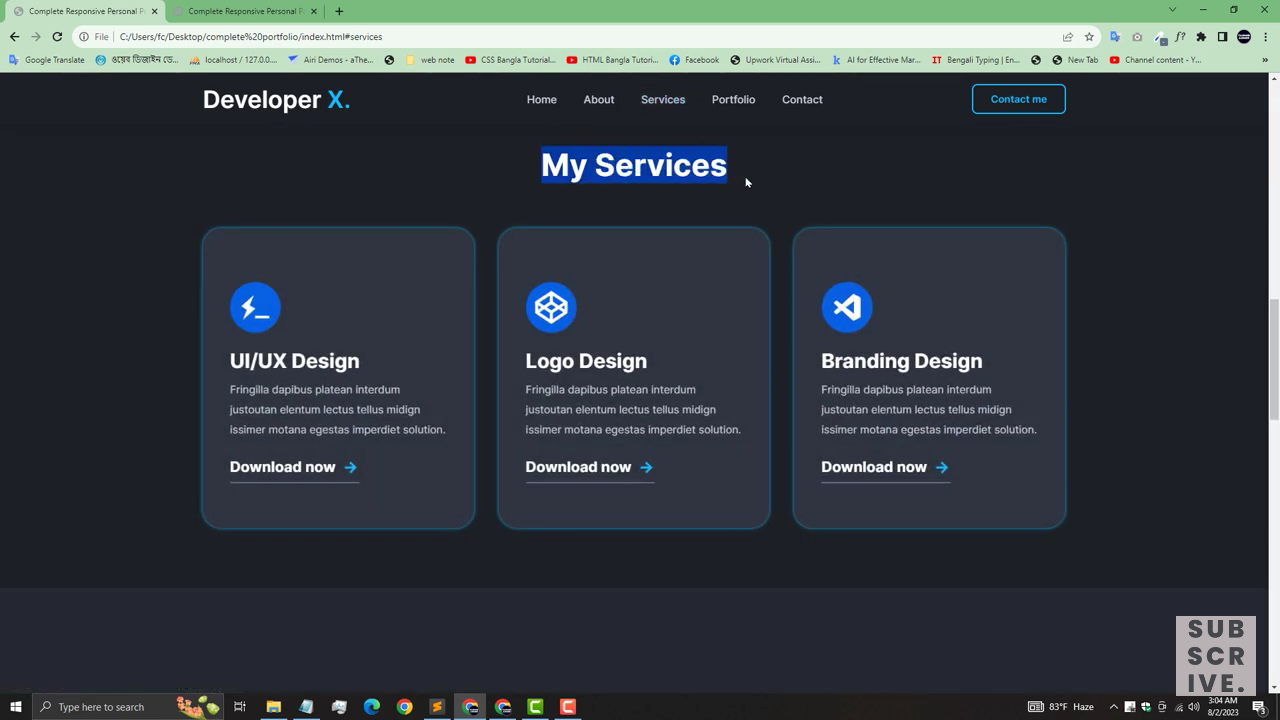 Complete Responsive Personal P
Complete Responsive Personal P
File
C:/Users/fc/Desktop/complete%20portfolio/index.html#services
Google Translate
ওয়েব ডিজাইন ডে...
localhost / 127.0.0....
Airi Demos - aThe...
web note
CSS Bangla Tutorial...
HTML Bangla Tutori...
Facebook
Upwork Virtual Assi...
AI for Effective Mar...
Bengali Typing | En...
New Tab
Channel content - Y...
Developer X.
Home
About
Services
Portfolio
Contact
Contact me
My Services
UI/UX Design
Fringilla dapibus platean interdum
justoutan elentum lectus tellus midign
issimer motana egestas imperdiet solution.
Download now
Logo Design
Fringilla dapibus platean interdum
justoutan elentum lectus tellus midign
issimer motana egestas imperdiet solution.
Download now
Branding Design
Fringilla dapibus platean interdum
justoutan elentum lectus tellus midign
issimer motana egestas imperdiet solution.
Download now
SUB
SCR
IVE.
Type here to search
83°F Haze
3:04 AM
8/2/2023